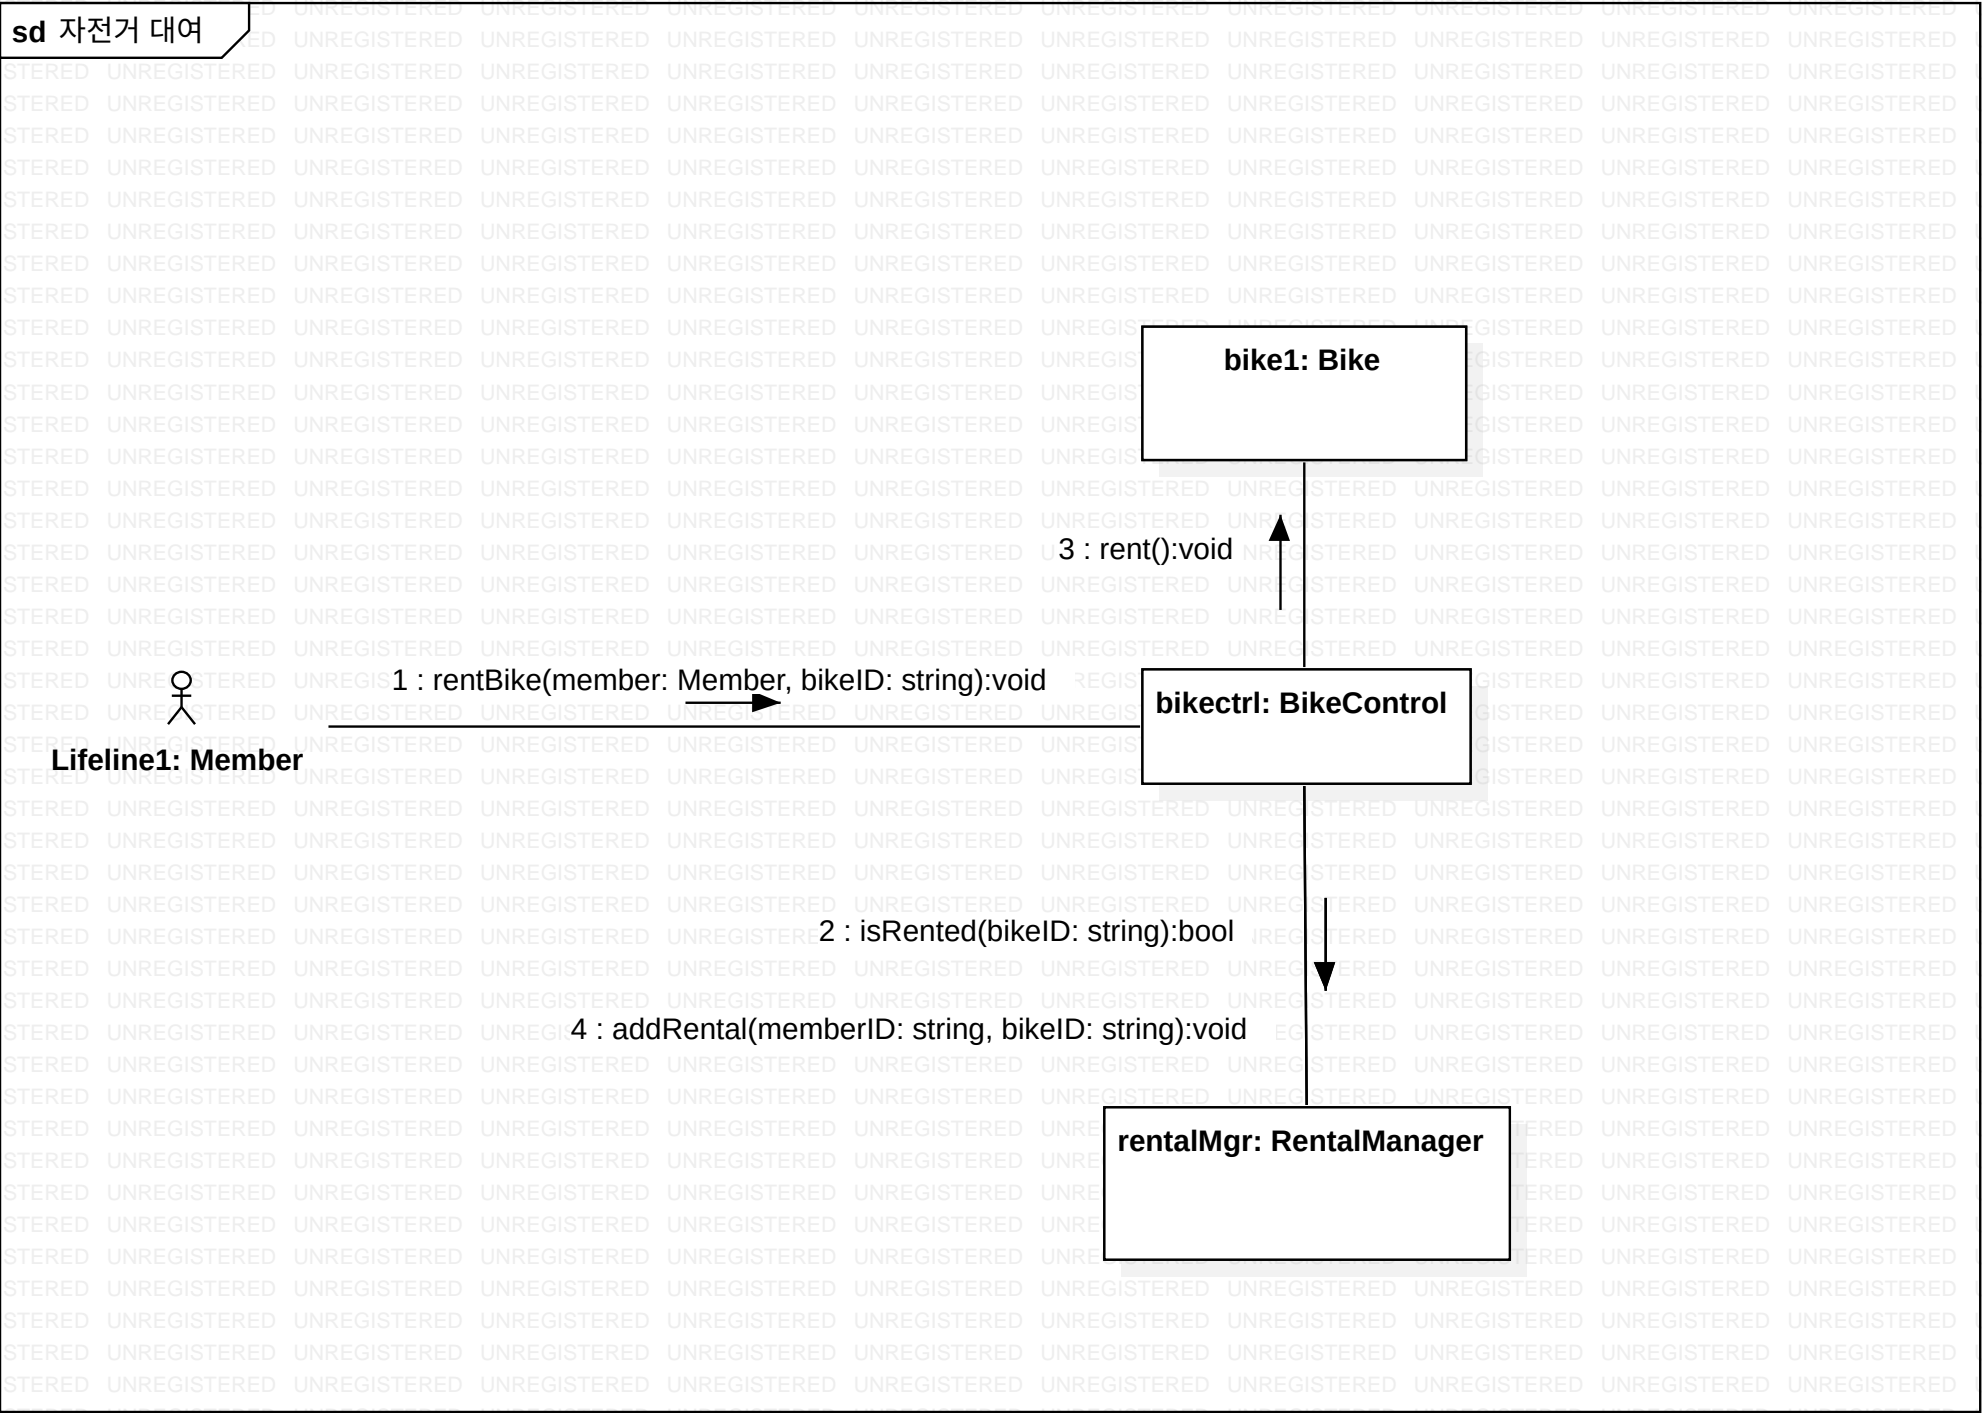 sd 자전거 대여
bike1: Bike
3 : rent():void
1 : rentBike(member: Member, bikeID: string):void
bikectrl: BikeControl
Lifeline1: Member
2 : isRented(bikeID: string):bool
4 : addRental(memberID: string, bikeID: string):void
rentalMgr: RentalManager
UNREGISTERED